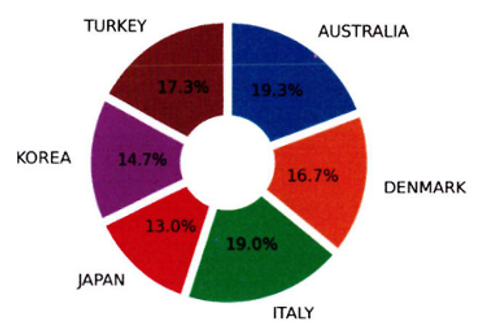 TURKEY
AUSTRALIA
17.3%
19.3%
KOREA
14.7%
16.7%
DENMARK
13.0%
19.0%
JAPAN
ITALY